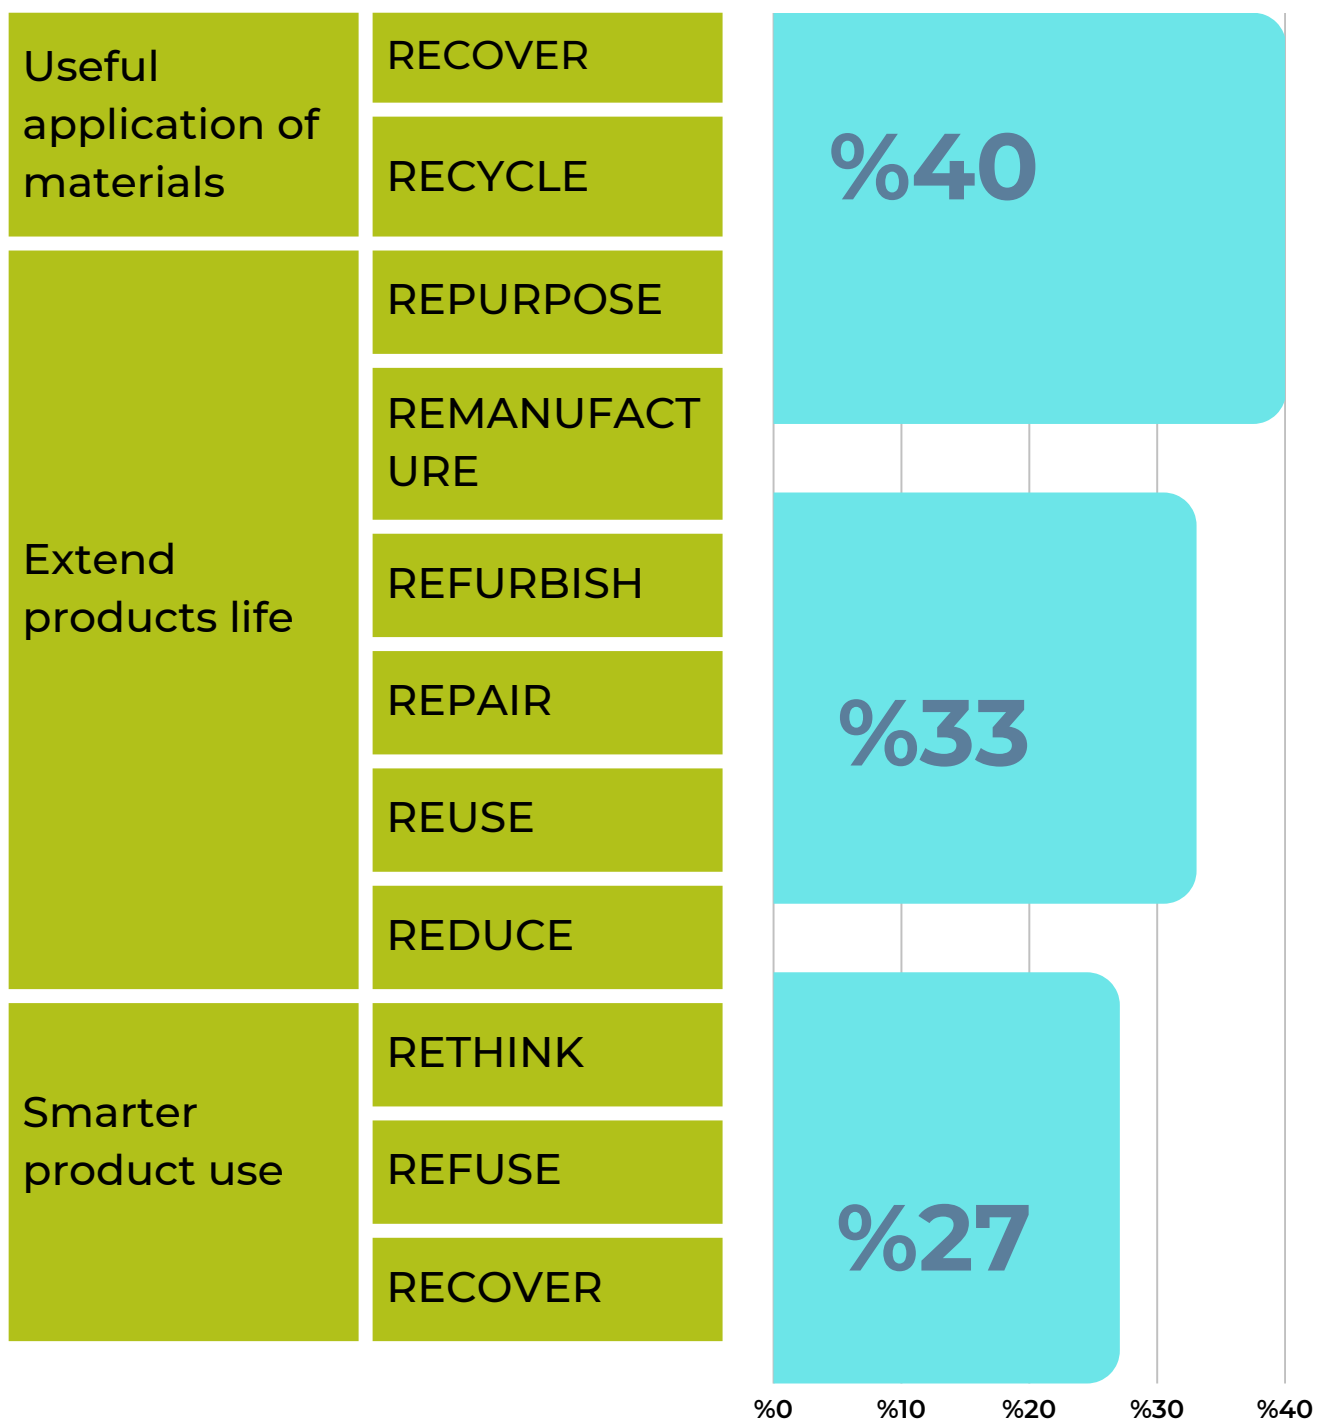 Useful
application of
materials
RECOVER
RECYCLE
%40
Extend
products life
REPURPOSE
REMANUFACT
URE
REFURBISH
REPAIR
REUSE
REDUCE
%33
Smarter
product use
RETHINK
REFUSE
RECOVER
%27
%0 %10 %20 %30 %40